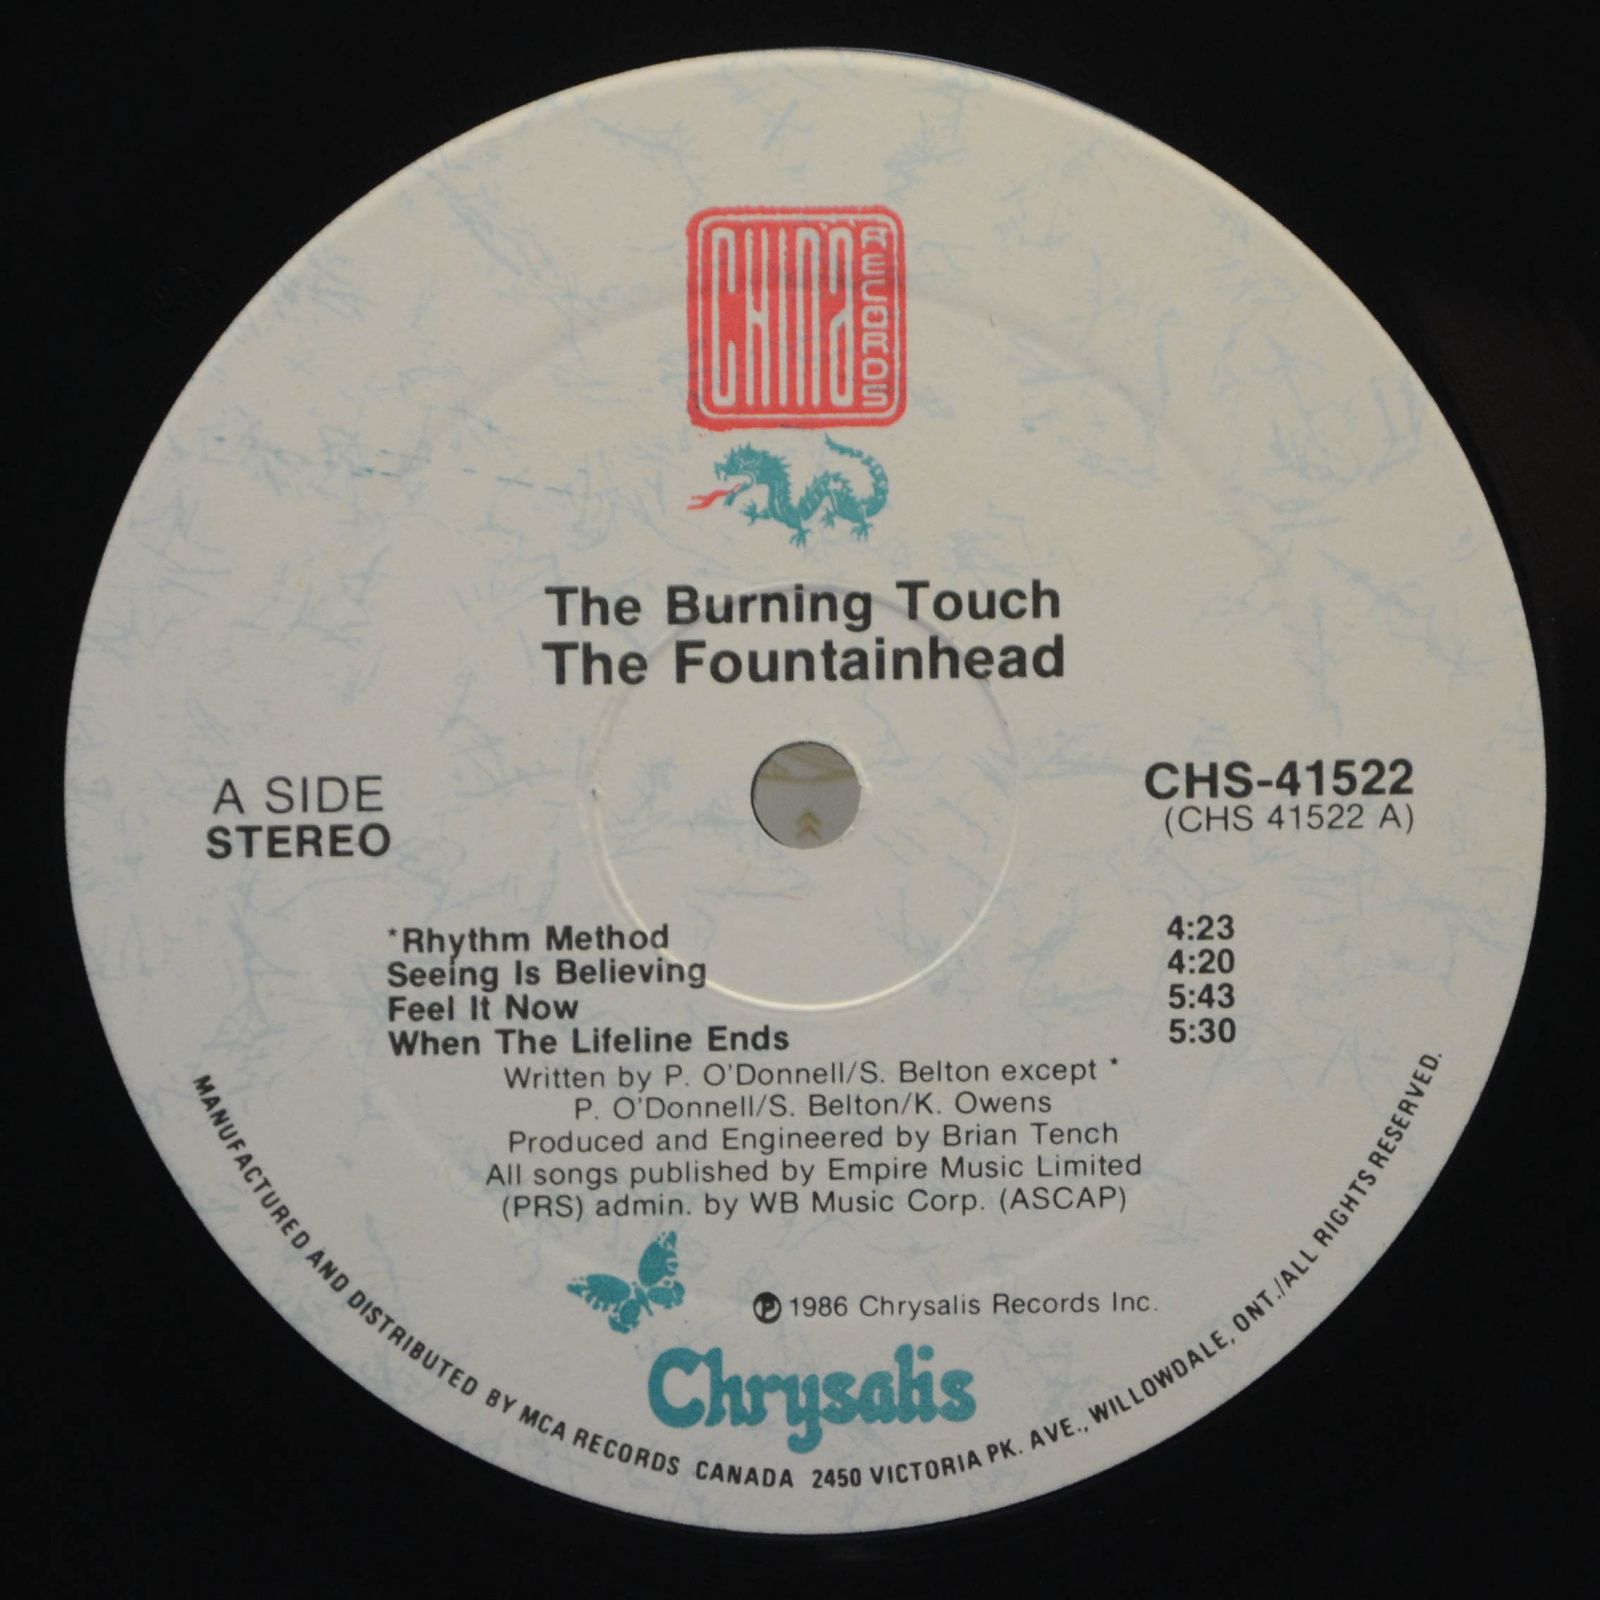 CHINA RECORDS
The Burning Touch
The Fountainhead
A SIDE
STEREO
CHS-41522
(CHS 41522 A)
*Rhythm Method 4:23
Seeing Is Believing 4:20
Feel It Now 5:43
When The Lifeline Ends 5:30
Written by P. O'Donnell/S. Belton except *
P. O'Donnell/S. Belton/K. Owens
Produced and Engineered by Brian Tench
All songs published by Empire Music Limited
(PRS) admin. by WB Music Corp. (ASCAP)
℗ 1986 Chrysalis Records Inc.
Chrysalis
MANUFACTURED AND DISTRIBUTED BY MCA RECORDS CANADA 2450 VICTORIA PK. AVE., WILLOWDALE, ONT./ALL RIGHTS RESERVED.